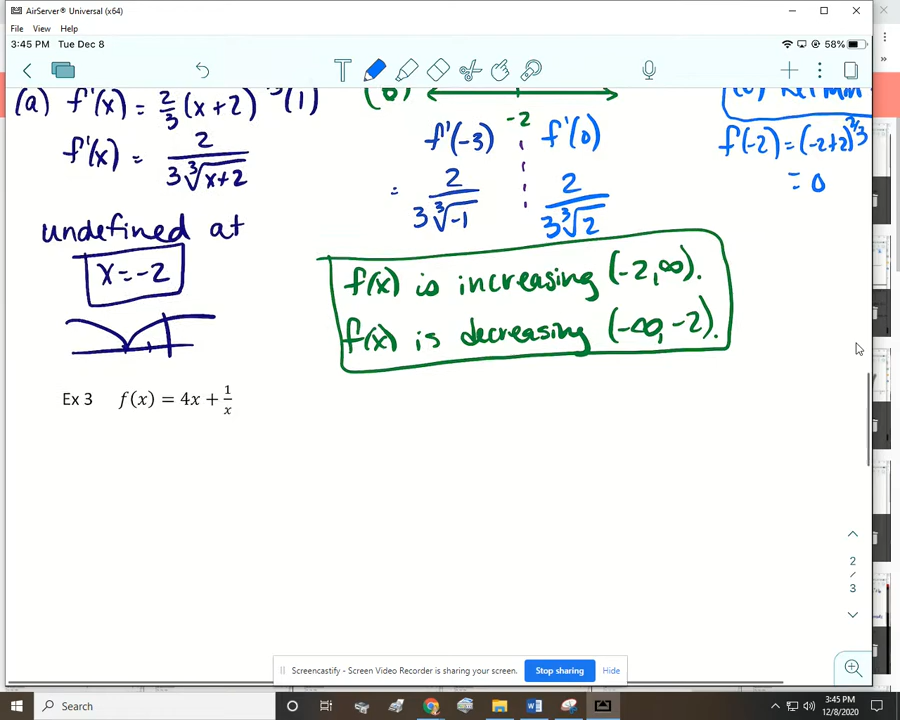 AirServer Universal (x64)
File View Help
3:45 PM Tue Dec 8
58%
(a) f'(x) = 2/3 (x+2) (1)
f'(x) = 2/(3∛(x+2))
undefined at
x=-2
(b)
-2
f'(-3) f'(0)
= 2/(3∛-1) 2/(3∛2)
f(-2) = (-2+2)^(2/3)
= 0
f(x) is increasing (-2,∞).
f(x) is decreasing (-∞,-2).
Ex 3 f(x) = 4x + 1/x
2
/
3
Screencastify - Screen Video Recorder is sharing your screen. Stop sharing Hide
Search
3:45 PM
12/8/2020